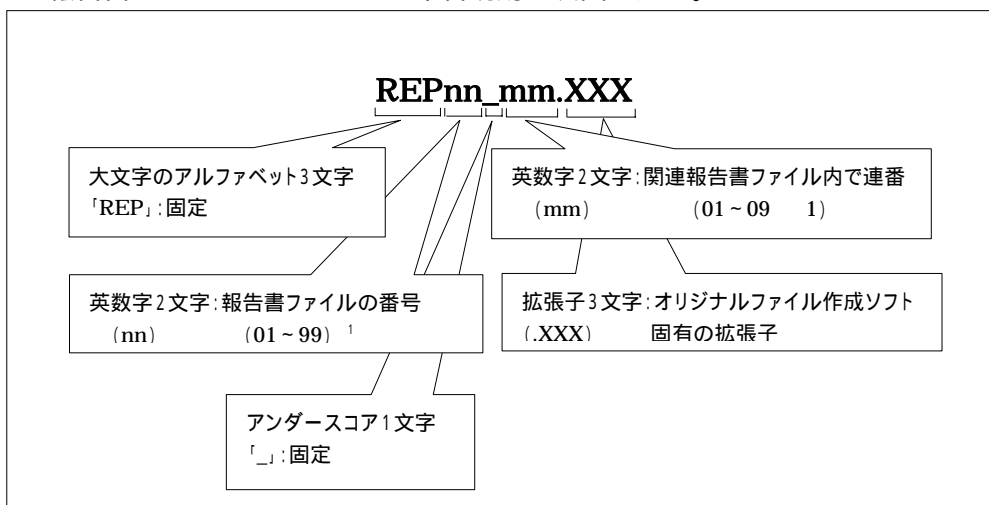 REPnn_mm.XXX
大文字のアルファベット3文字
「REP」:固定
英数字2文字:関連報告書ファイル内で連番
(mm) (01~09 1)
英数字2文字:報告書ファイルの番号
(nn) (01~99) 1
拡張子3文字:オリジナルファイル作成ソフト
(.XXX) 固有の拡張子
アンダースコア1文字
「_」:固定